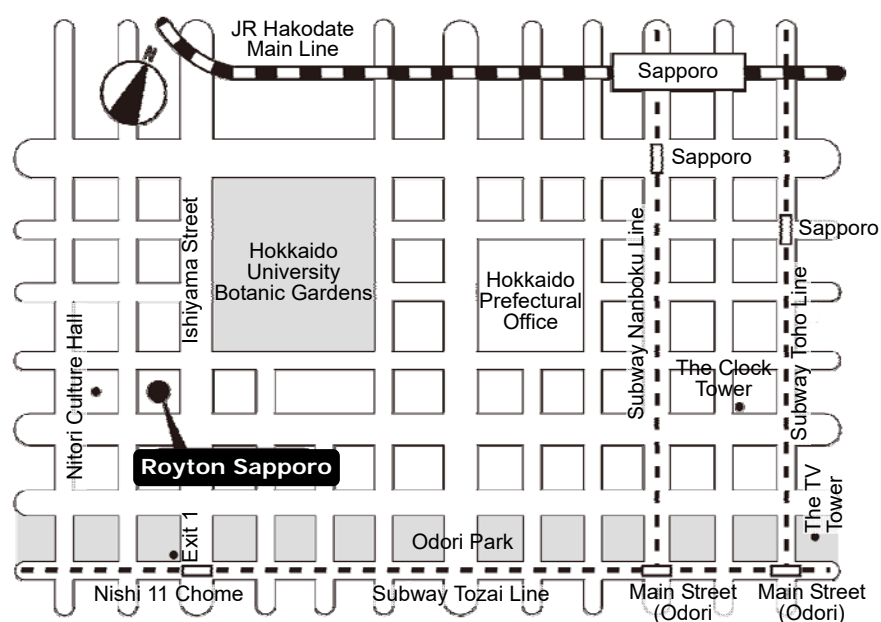 JR Hakodate
Main Line
N
Sapporo
Sapporo
Sapporo
Ishiyama Street
Hokkaido
University
Botanic Gardens
Hokkaido
Prefectural
Office
Subway Nanboku Line
Subway Toho Line
Nitori Culture Hall
The Clock
Tower
Royton Sapporo
The TV
Tower
Exit 1
Odori Park
Nishi 11 Chome
Subway Tozai Line
Main Street
(Odori
Main Street
(Odori)